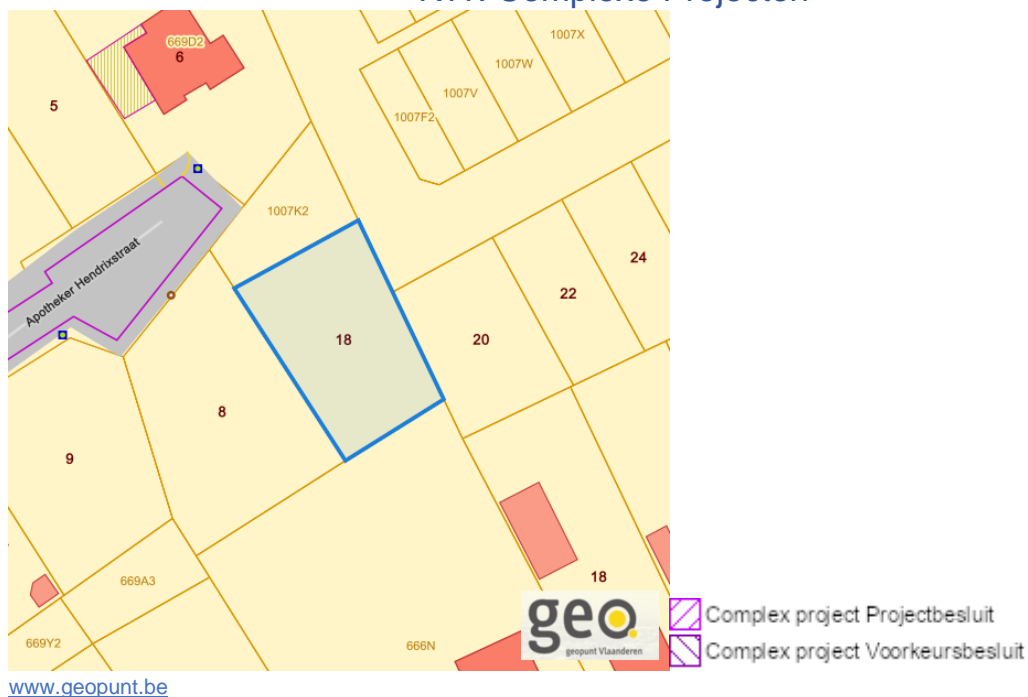 669D2
6
5
1007X
1007W
1007V
1007F2
1007K2
Apotheker Hendrixstraat
24
22
20
18
8
9
669A3
669Y2
666N
18
geo
geopunt Vlaanderen
Complex project Projectbesluit
Complex project Voorkeursbesluit
www.geopunt.be